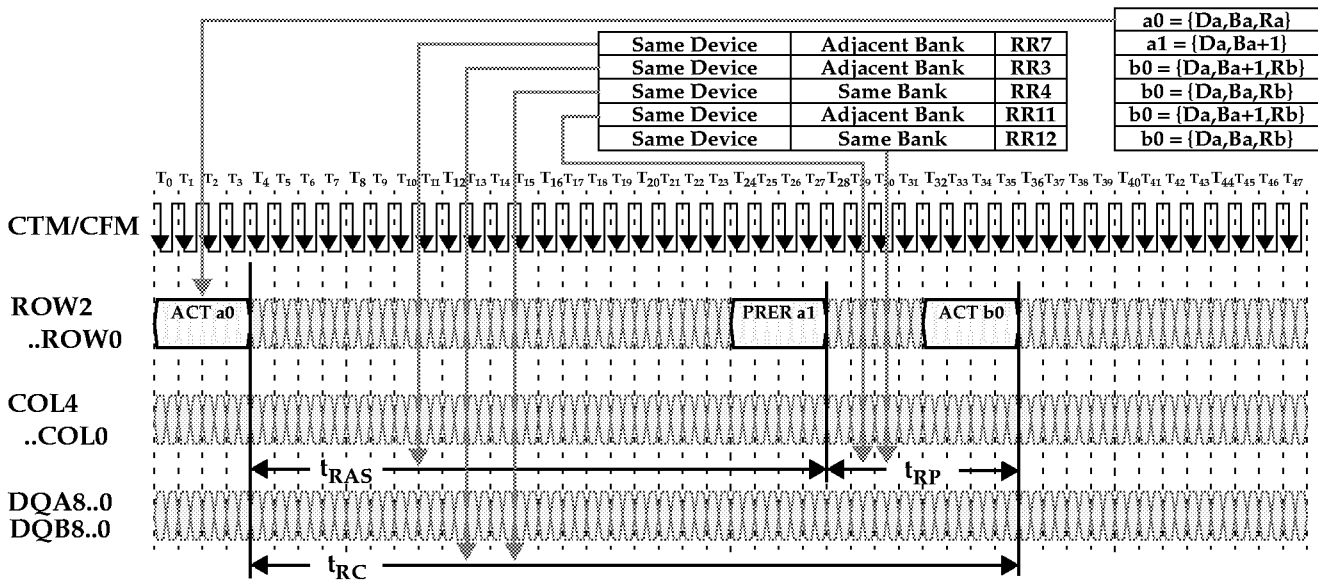 a0 = {Da,Ba,Ra}
Same Device Adjacent Bank RR7 a1 = {Da,Ba+1}
Same Device Adjacent Bank RR3 b0 = {Da,Ba+1,Rb}
Same Device Same Bank RR4 b0 = {Da,Ba,Rb}
Same Device Adjacent Bank RR11 b0 = {Da,Ba+1,Rb}
Same Device Same Bank RR12 b0 = {Da,Ba,Rb}
T0 T1 T2 T3 T4 T5 T6 T7 T8 T9 T10 T11 T12 T13 T14 T15 T16 T17 T18 T19 T20 T21 T22 T23 T24 T25 T26 T27 T28 T31 T32 T33 T34 T35 T36 T37 T38 T39 T40 T41 T42 T43 T44 T45 T46 T47
CTM/CFM
ROW2 ACT a0 PRER a1 ACT b0
..ROW0
COL4
..COL0
tRAS tRP
DQA8..0
DQB8..0
tRC